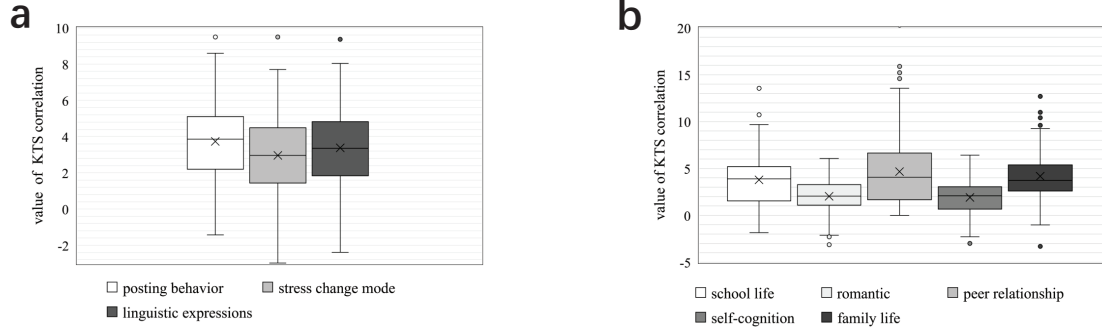 a
b
value of KTS correlation
10
8
6
4
2
0
-2
posting behavior
stress change mode
linguistic expressions
value of KTS correlation
20
15
10
5
0
-5
school life
romantic
peer relationship
self-cognition
family life